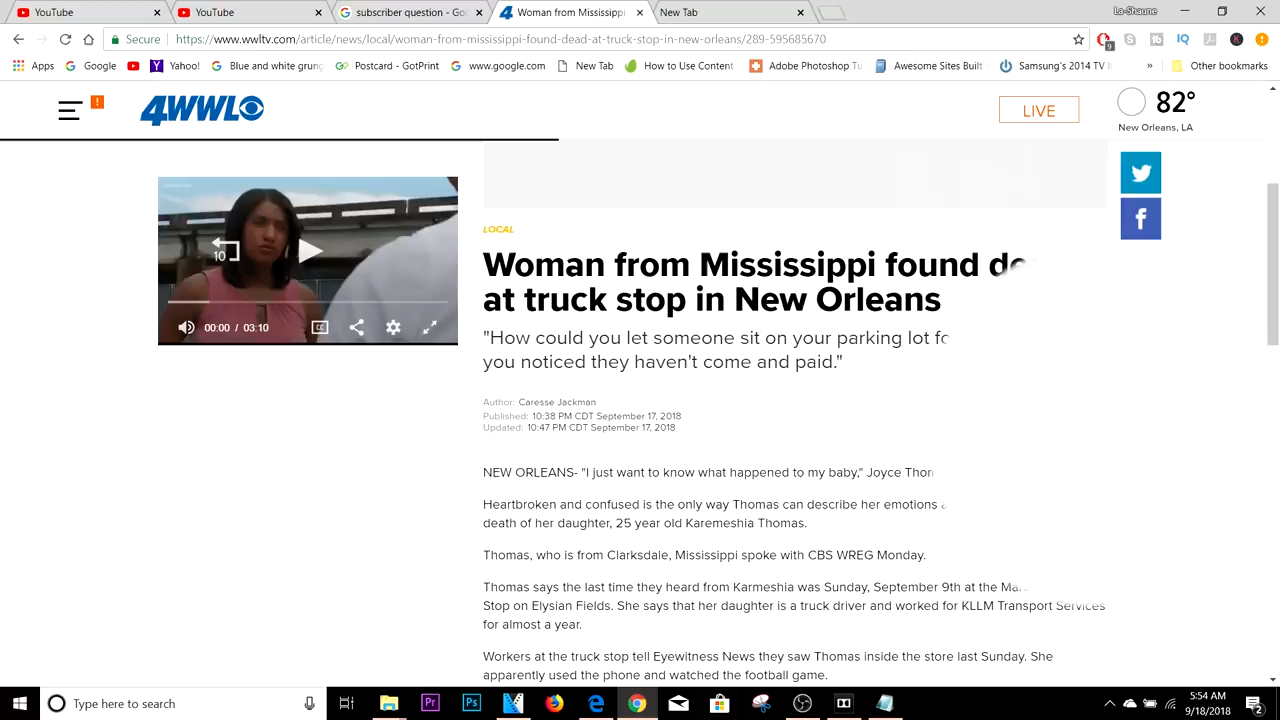 YouTube
YouTube
subscriber question - Go
Woman from Mississippi
New Tab
La-Shaune
Secure
https://www.wwltv.com/article/news/local/woman-from-mississippi-found-dead-at-truck-stop-in-new-orleans/289-595685670
Apps Google Yahoo! Blue and white grung Postcard - GotPrint www.google.com New Tab How to Use Content Adobe Photoshop Tu Awesome Sites Built Samsung's 2014 TV » Other bookmarks
4WWL
LIVE
82°
New Orleans, LA
10
00:00 / 03:10
CC
LOCAL
Woman from Mississippi found
at truck stop in New Orleans
"How could you let someone sit on your parking lot
you noticed they haven't come and paid."
Author: Caresse Jackman
Published: 10:38 PM CDT September 17, 2018
Updated: 10:47 PM CDT September 17, 2018
NEW ORLEANS- "I just want to know what happened to my baby," Joyce
Heartbroken and confused is the only way Thomas can describe her emotions
death of her daughter, 25 year old Karemeshia Thomas.
Thomas, who is from Clarksdale, Mississippi spoke with CBS WREG Monday.
Thomas says the last time they heard from Karmeshia was Sunday, September 9th at the
Stop on Elysian Fields. She says that her daughter is a truck driver and worked for KLLM Transport Services
for almost a year.
Workers at the truck stop tell Eyewitness News they saw Thomas inside the store last Sunday. She
apparently used the phone and watched the football game.
Type here to search
5:54 AM
9/18/2018
2